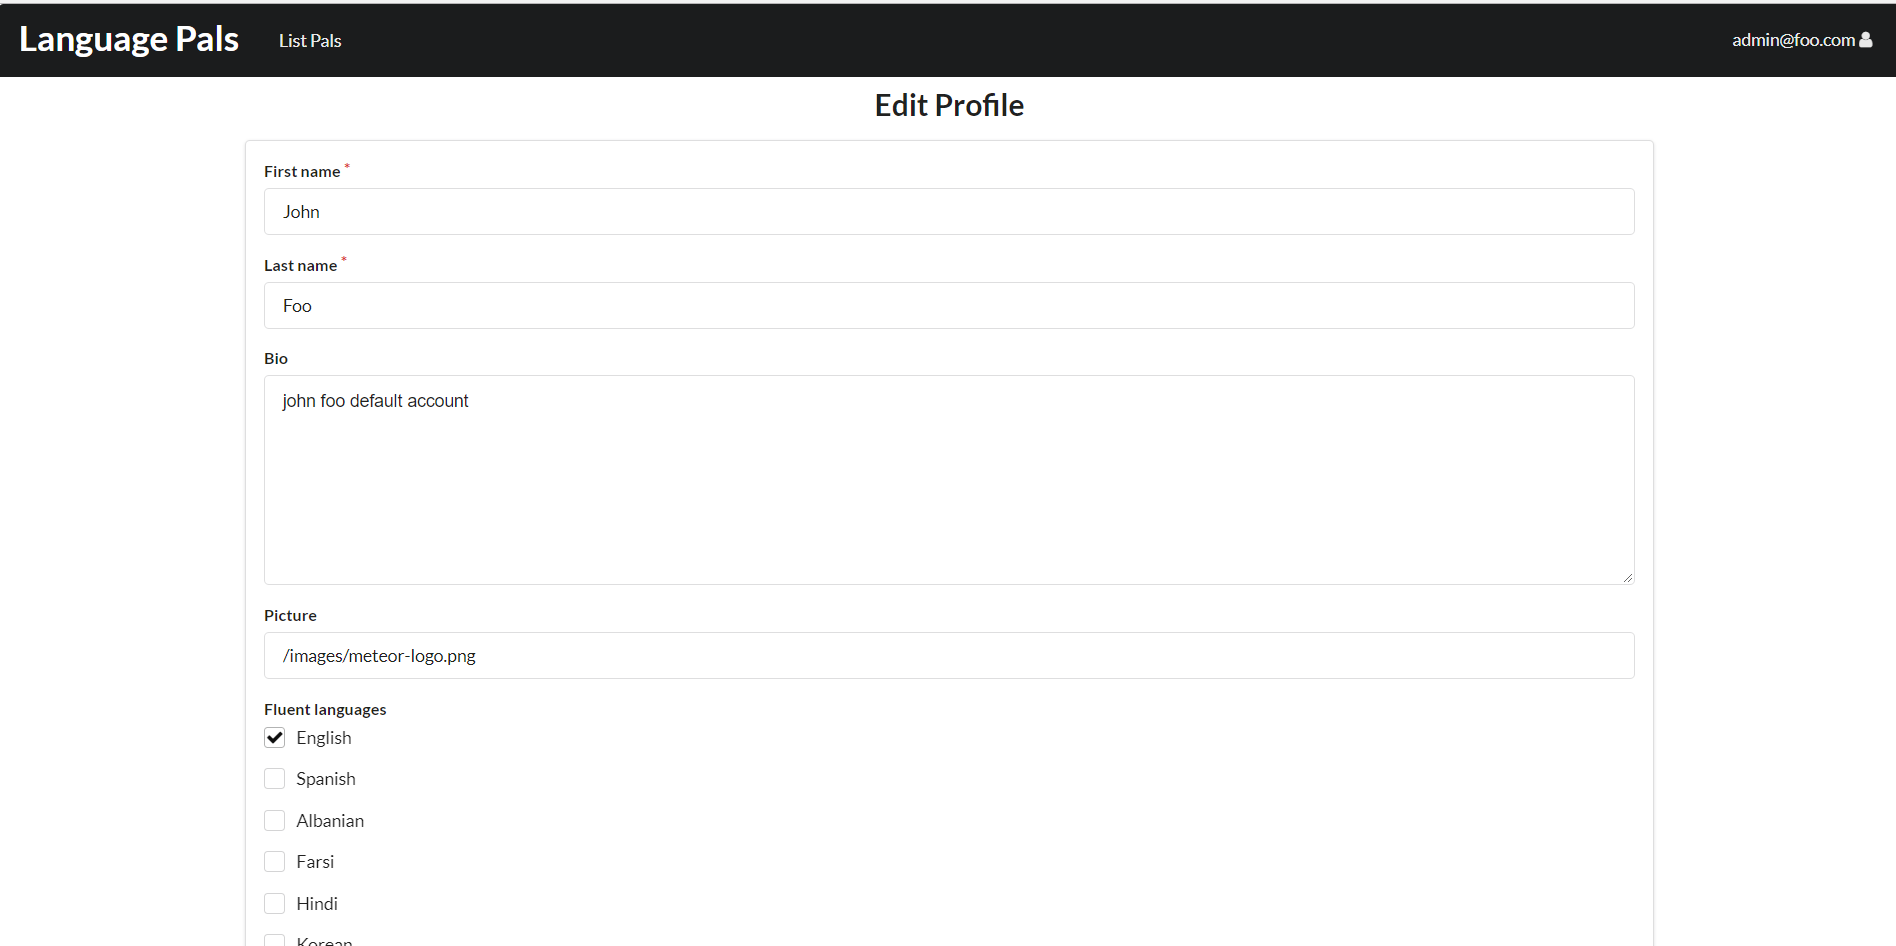 Language Pals
List Pals
admin@foo.com
Edit Profile
First name *
John
Last name *
Foo
Bio
john foo default account
Picture
/images/meteor-logo.png
Fluent languages
English
Spanish
Albanian
Farsi
Hindi
Korean